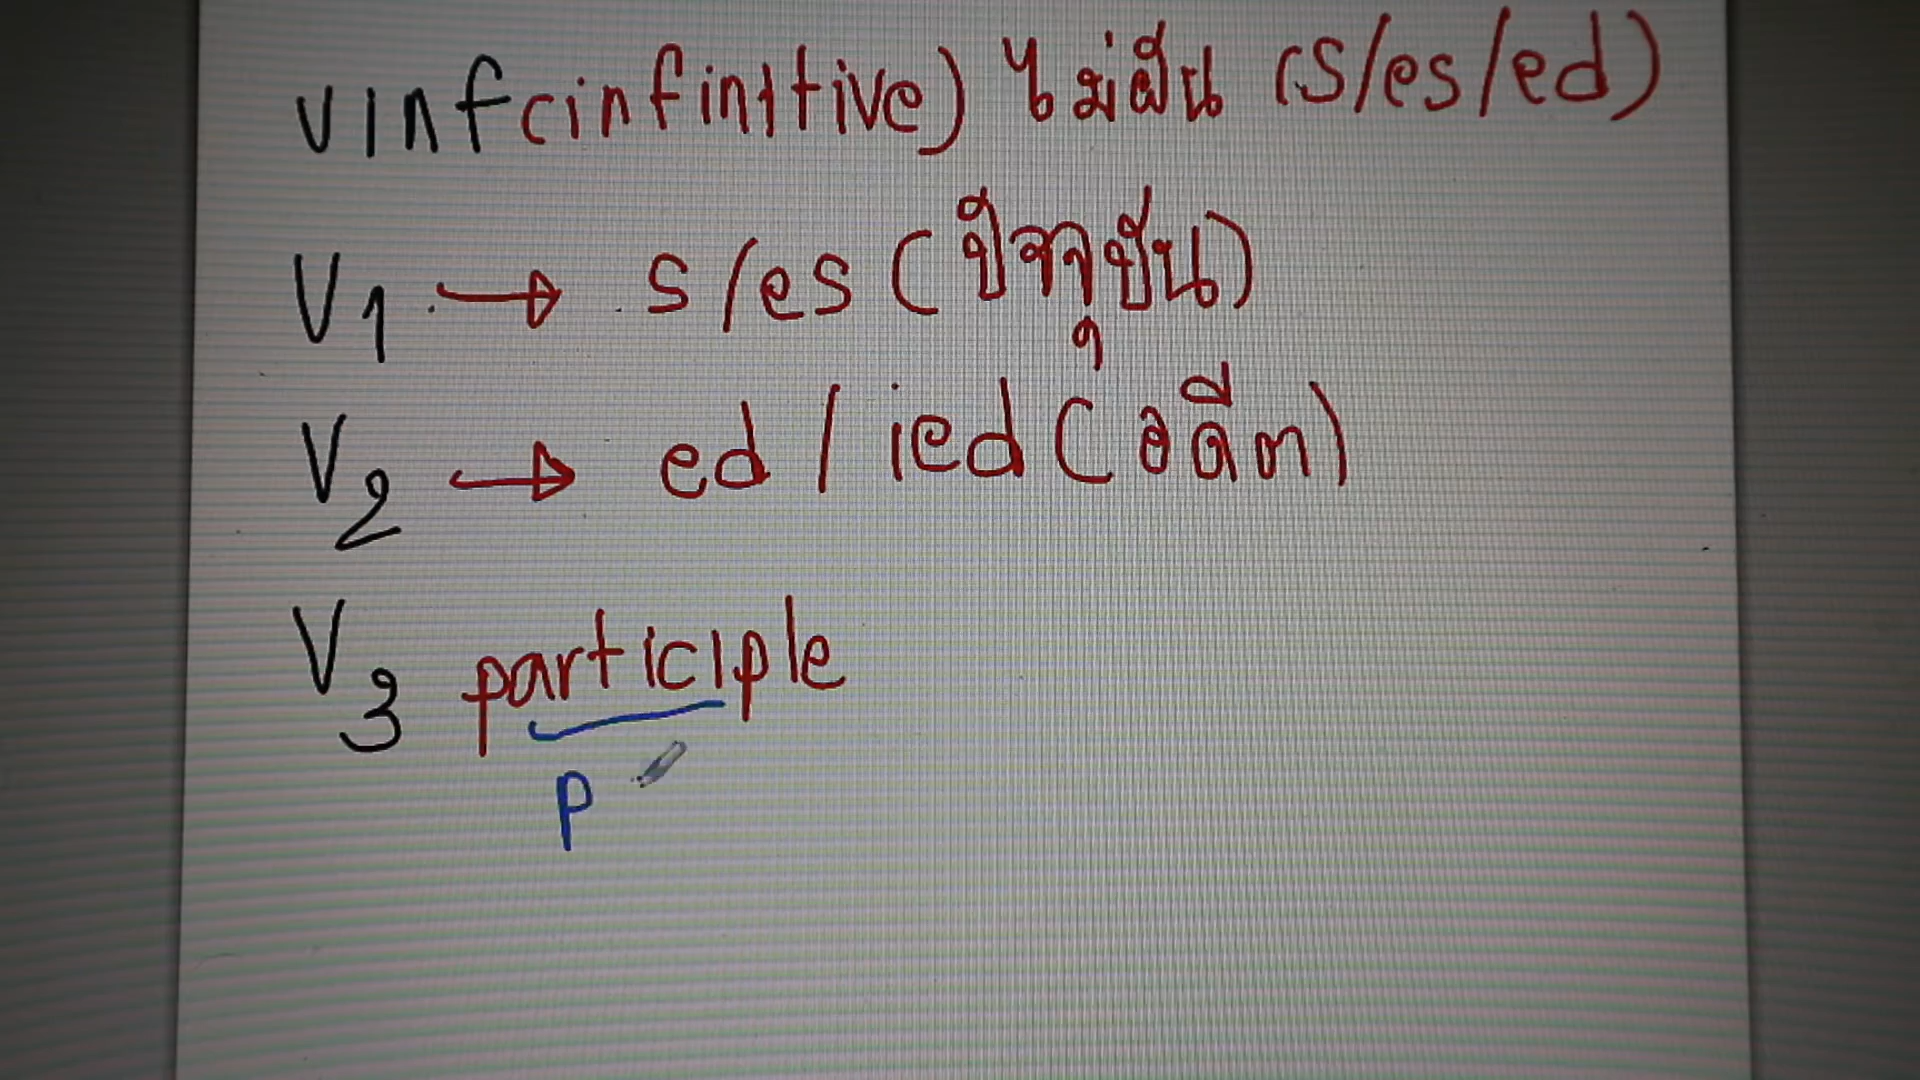 vinf(infinitive) ไม่ผัน (s/es/ed)
V1 → s/es (ปัจจุบัน)
V2 → ed / ied (อดีต)
V3 participle
p